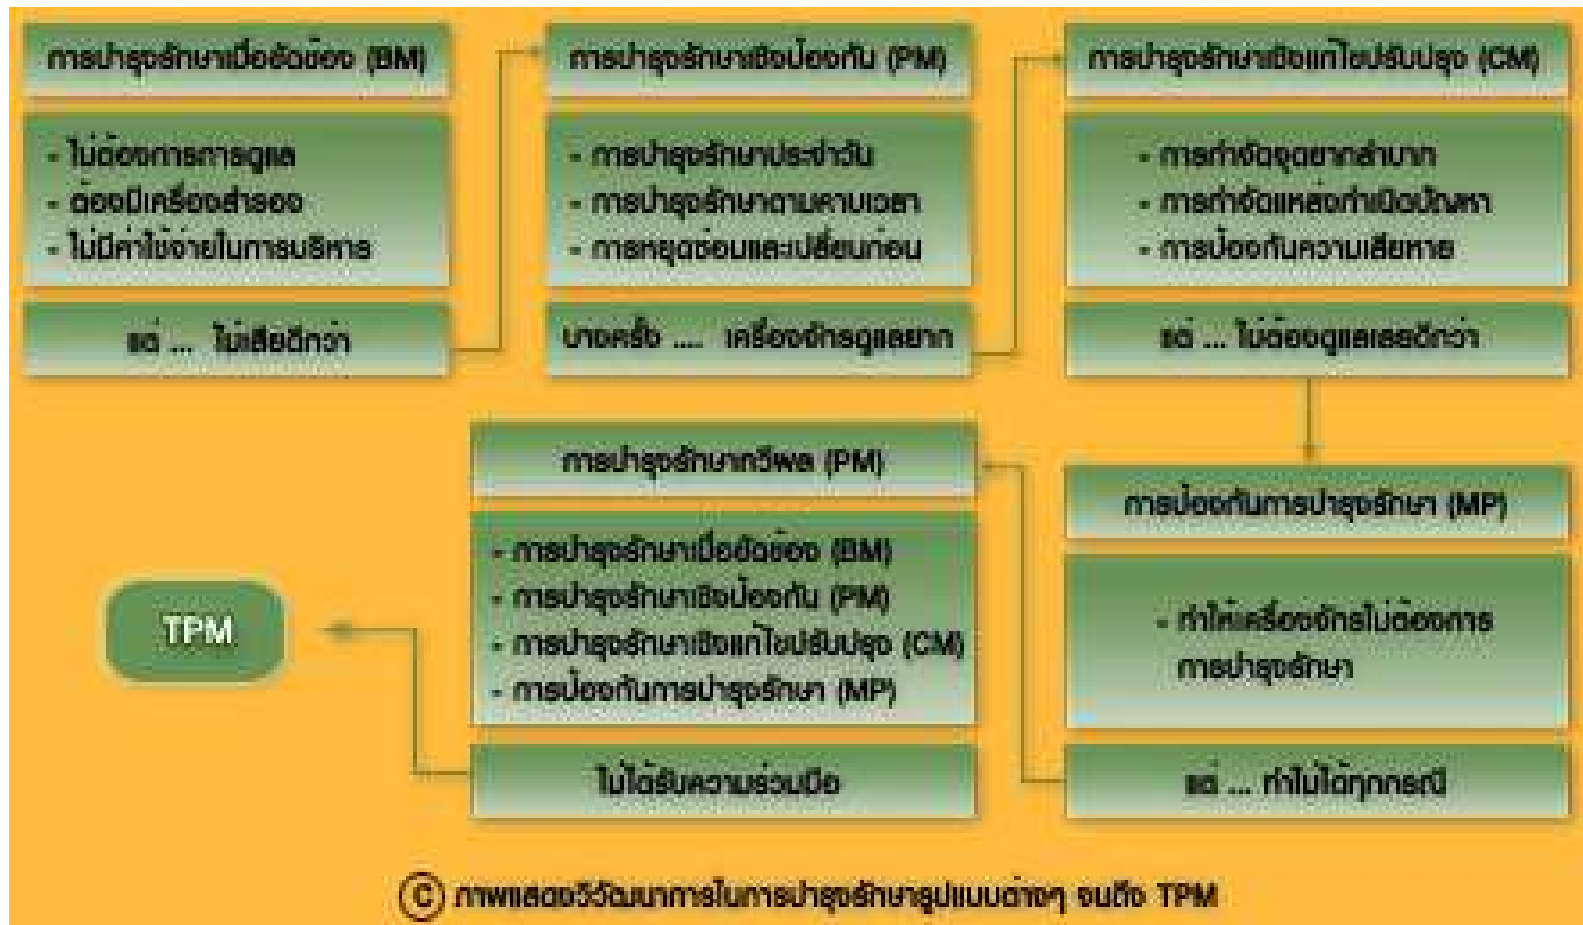 การบำรุงรักษาเมื่อขัดข้อง (BM)
- ไม่ต้องการการดูแล
- ต้องมีเครื่องสำรอง
- ไม่มีค่าใช้จ่ายในการบริหาร
แต่ ... ไม่เสียดีกว่า
การบำรุงรักษาเชิงป้องกัน (PM)
- การบำรุงรักษาประจำวัน
- การบำรุงรักษาตามคาบเวลา
- การหยุดซ่อมและเปลี่ยนก่อน
บางครั้ง .... เครื่องจักรดูแลยาก
การบำรุงรักษาเชิงแก้ไขปรับปรุง (CM)
- การกำจัดจุดยากลำบาก
- การกำจัดแหล่งกำเนิดปัญหา
- การป้องกันความเสียหาย
แต่ ... ไม่ต้องดูแลเลยดีกว่า
การป้องกันการบำรุงรักษา (MP)
- ทำให้เครื่องจักรไม่ต้องการ
การบำรุงรักษา
แต่ ... ทำไม่ได้ทุกกรณี
การบำรุงรักษาทวีผล (PM)
- การบำรุงรักษาเมื่อขัดข้อง (BM)
- การบำรุงรักษาเชิงป้องกัน (PM)
- การบำรุงรักษาเชิงแก้ไขปรับปรุง (CM)
- การป้องกันการบำรุงรักษา (MP)
ไม่ได้รับความร่วมมือ
TPM
© ภาพแสดงวิวัฒนาการในการบำรุงรักษารูปแบบต่างๆ จนถึง TPM